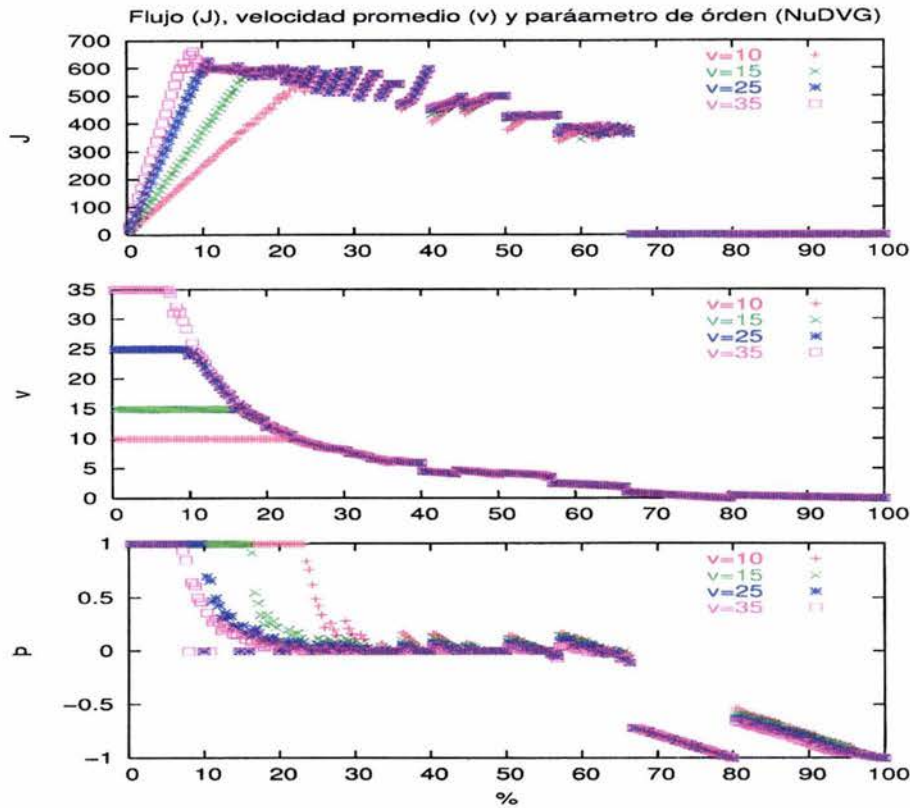 Flujo (J), velocidad promedio (v) y paráametro de órden (NuDVG)
700
600
500
400
300
200
100
0
J
v=10
v=15
v=25
v=35
0 10 20 30 40 50 60 70 80 90 100
35
30
25
20
15
10
5
0
v
v=10
v=15
v=25
v=35
0 10 20 30 40 50 60 70 80 90 100
1
0.5
0
−0.5
−1
p
v=10
v=15
v=25
v=35
0 10 20 30 40 50 60 70 80 90 100
%